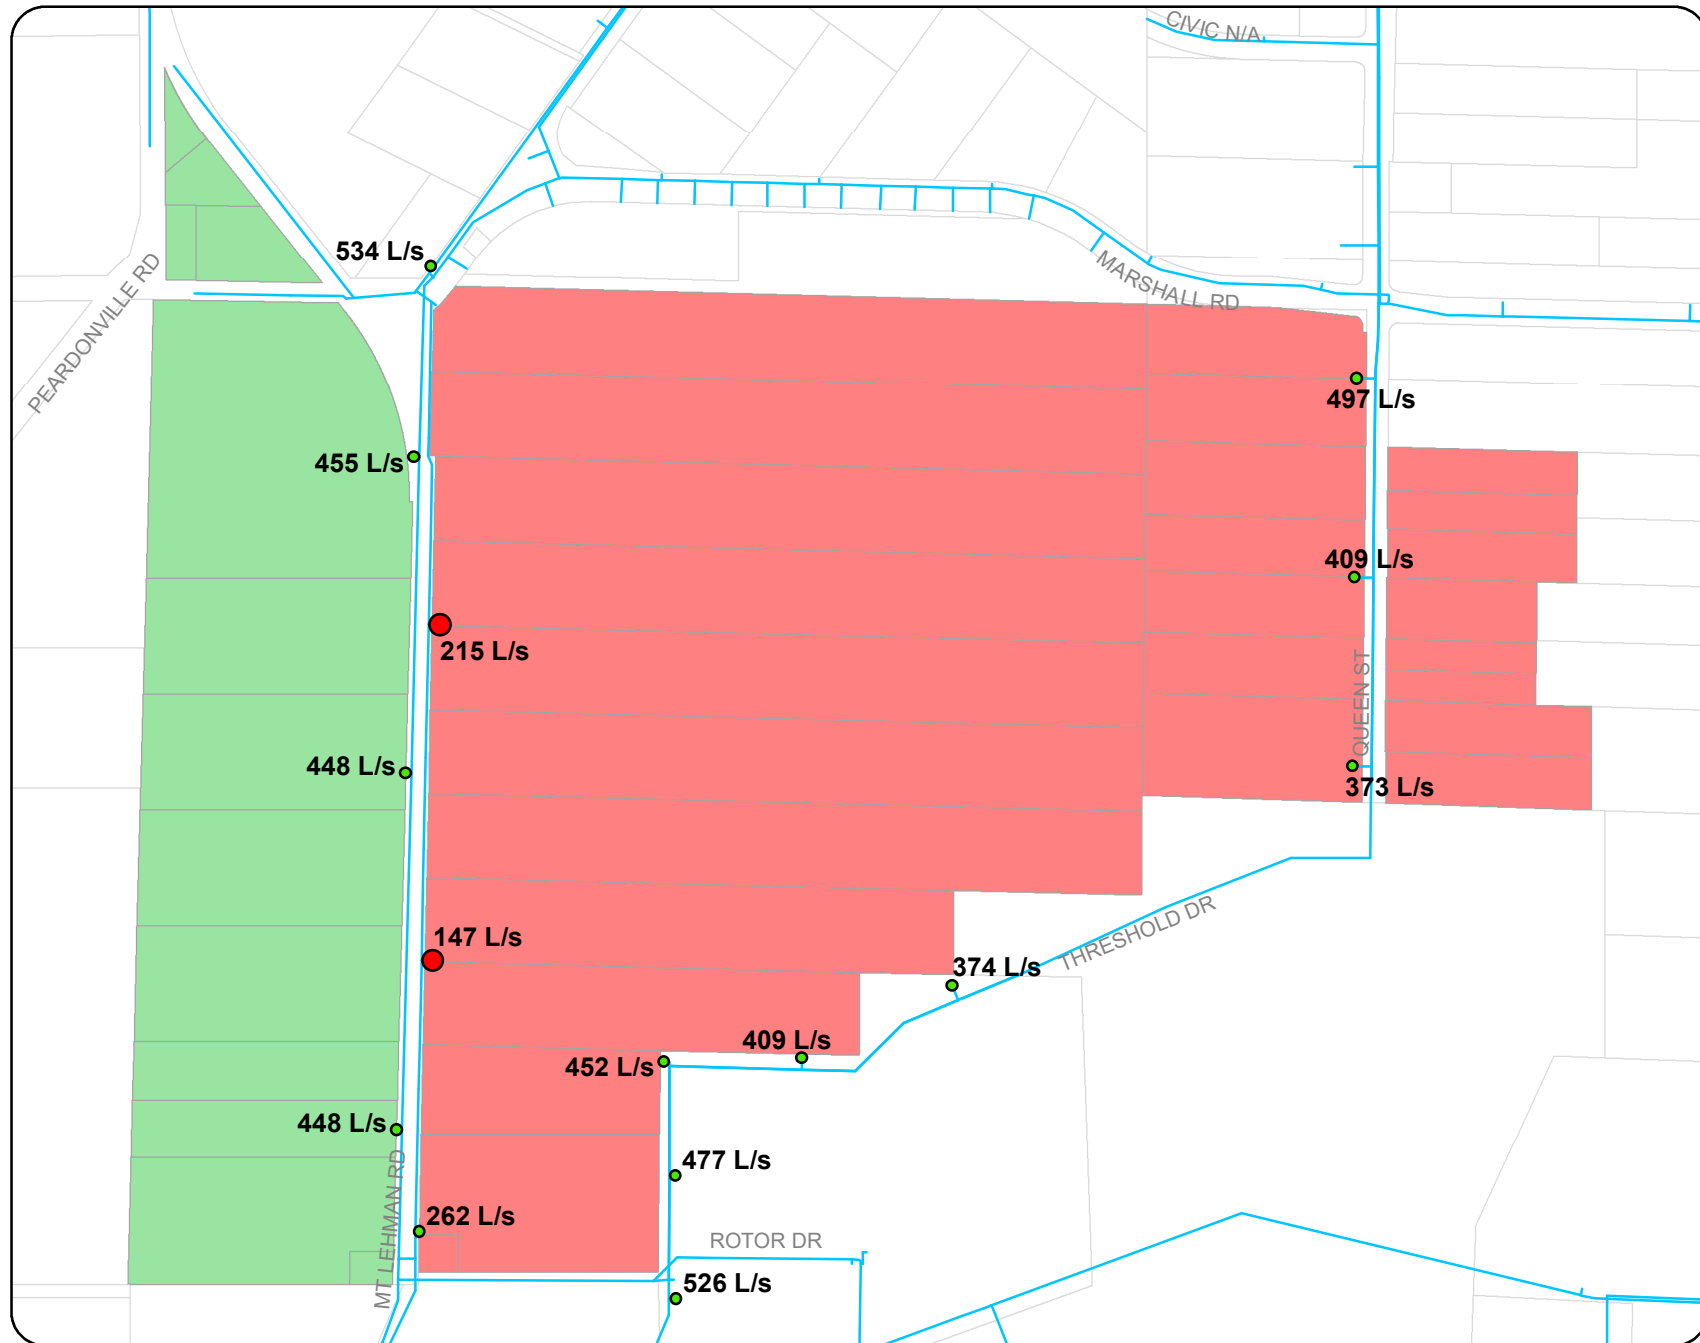 CIVIC N/A
534 L/s
MARSHALL RD
PEARDONVILLE RD
497 L/s
455 L/s
409 L/s
215 L/s
QUEEN ST
448 L/s
373 L/s
147 L/s
THRESHOLD DR
374 L/s
409 L/s
452 L/s
448 L/s
477 L/s
MT LEHMAN RD
262 L/s
ROTOR DR
526 L/s